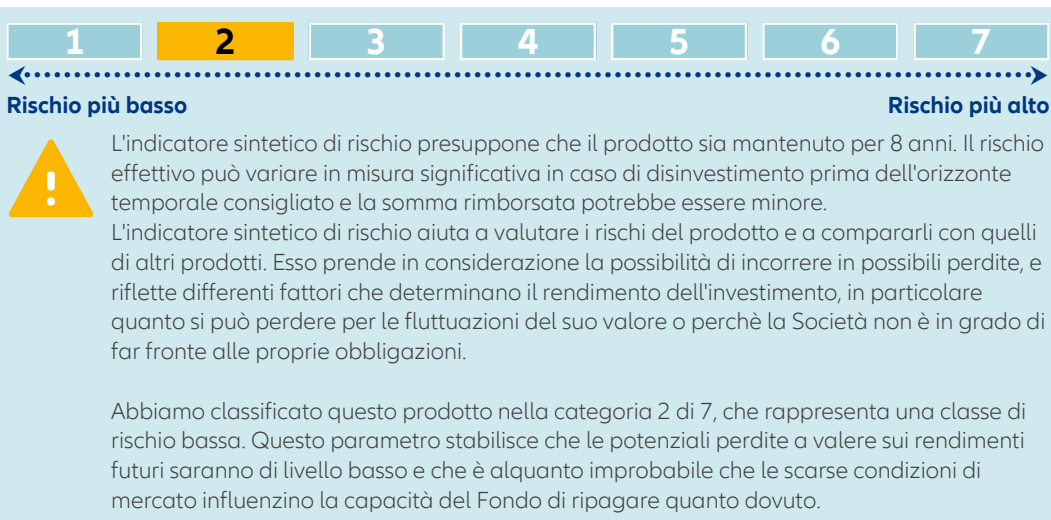 1 2 3 4 5 6 7
Rischio più basso Rischio più alto
L'indicatore sintetico di rischio presuppone che il prodotto sia mantenuto per 8 anni. Il rischio
effettivo può variare in misura significativa in caso di disinvestimento prima dell'orizzonte
temporale consigliato e la somma rimborsata potrebbe essere minore.
L'indicatore sintetico di rischio aiuta a valutare i rischi del prodotto e a compararli con quelli
di altri prodotti. Esso prende in considerazione la possibilità di incorrere in possibili perdite, e
riflette differenti fattori che determinano il rendimento dell'investimento, in particolare
quanto si può perdere per le fluttuazioni del suo valore o perchè la Società non è in grado di
far fronte alle proprie obbligazioni.
Abbiamo classificato questo prodotto nella categoria 2 di 7, che rappresenta una classe di
rischio bassa. Questo parametro stabilisce che le potenziali perdite a valere sui rendimenti
futuri saranno di livello basso e che è alquanto improbabile che le scarse condizioni di
mercato influenzino la capacità del Fondo di ripagare quanto dovuto.